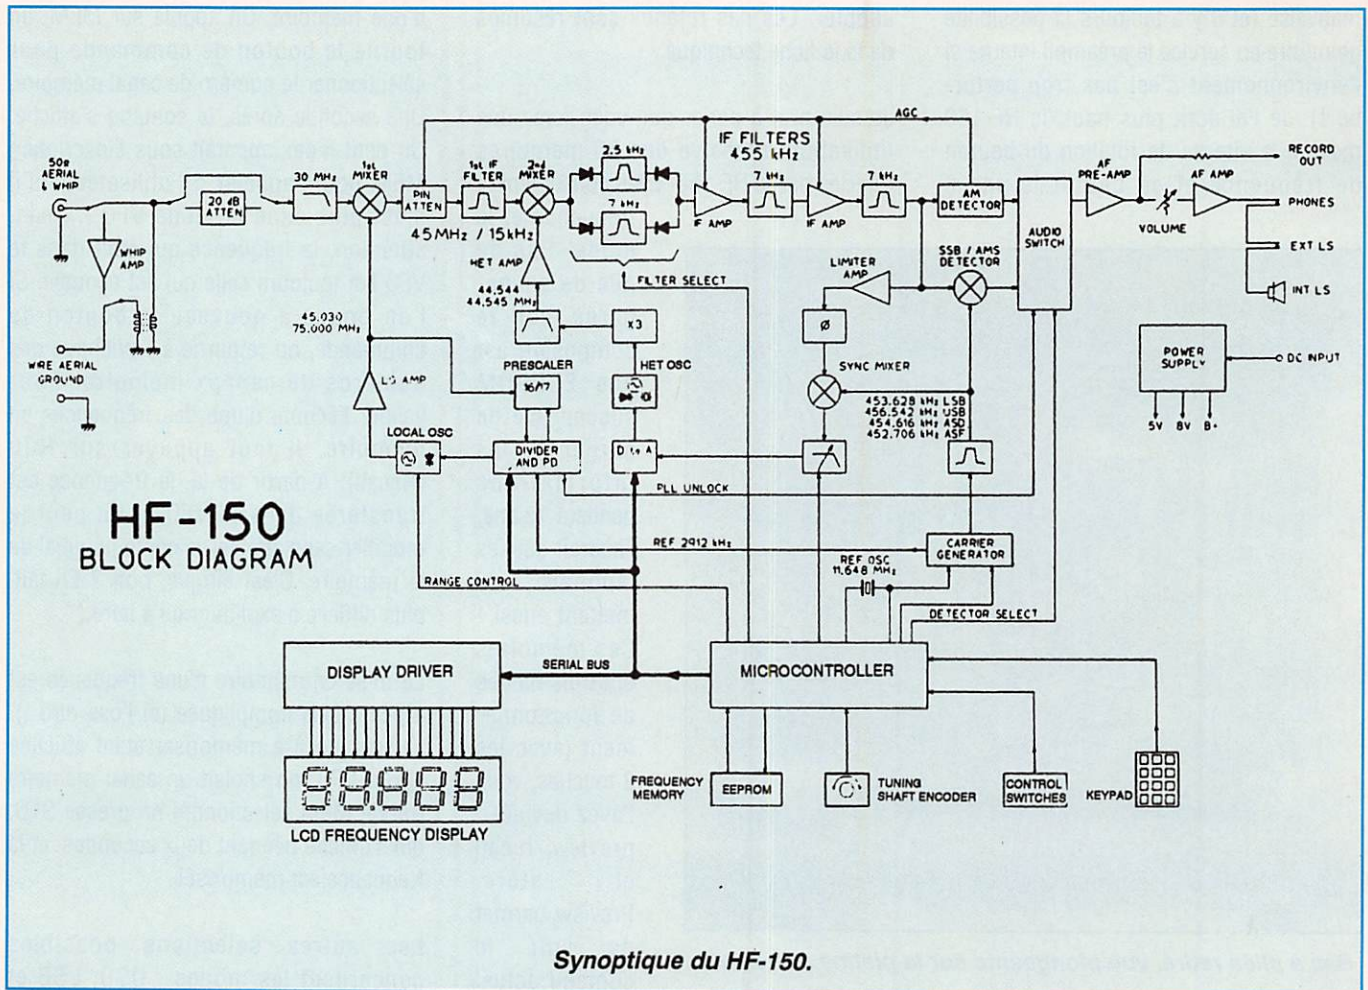 AGC
50Ω
AERIAL
& WHIP
20 dB
ATTEN
30 MHz
1st
MIXER
PIN
ATTEN
1st IF
FILTER
2nd
MIXER
45MHz / 15kHz
2.5 kHz
7 kHz
IF FILTERS
455 kHz
IF AMP
7 kHz
IF AMP
7 kHz
AM
DETECTOR
AUDIO
SWITCH
AF
PRE-AMP
VOLUME
AF AMP
RECORD
OUT
PHONES
EXT LS
INT LS
WHIP
AMP
WIRE AERIAL
GROUND
HET AMP
FILTER SELECT
LIMITER
AMP
SSB / AMS
DETECTOR
45.030
75.000 MHz
44.544
44.545 MHz
X3
Ø
PRESCALER
16/17
HET OSC
SYNC MIXER
453.628 kHz LSB
456.542 kHz USB
454.616 kHz ASD
452.706 kHz ASF
POWER
SUPPLY
DC INPUT
5V
8V
B+
LO AMP
LOCAL OSC
DIVIDER
AND PD
D to A
PLL UNLOCK
REF 2912 kHz
CARRIER
GENERATOR
REF OSC
11.648 MHz
RANGE CONTROL
DETECTOR SELECT
HF-150
BLOCK DIAGRAM
DISPLAY DRIVER
SERIAL BUS
MICROCONTROLLER
LCD FREQUENCY DISPLAY
FREQUENCY
MEMORY
EEPROM
TUNING
SHAFT ENCODER
CONTROL
SWITCHES
KEYPAD
Synoptique du HF-150.